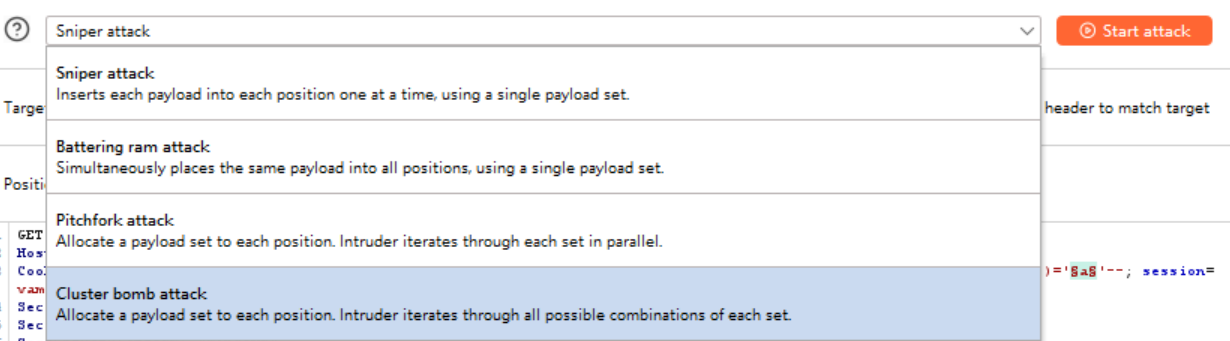 Sniper attack
Start attack
Sniper attack
Inserts each payload into each position one at a time, using a single payload set.
Targe
header to match target
Battering ram attack
Simultaneously places the same payload into all positions, using a single payload set.
Positi
Pitchfork attack
Allocate a payload set to each position. Intruder iterates through each set in parallel.
GET
Hos
Cool
)='§a§'--; session=
vam
Cluster bomb attack
Allocate a payload set to each position. Intruder iterates through all possible combinations of each set.
Sec
Sec